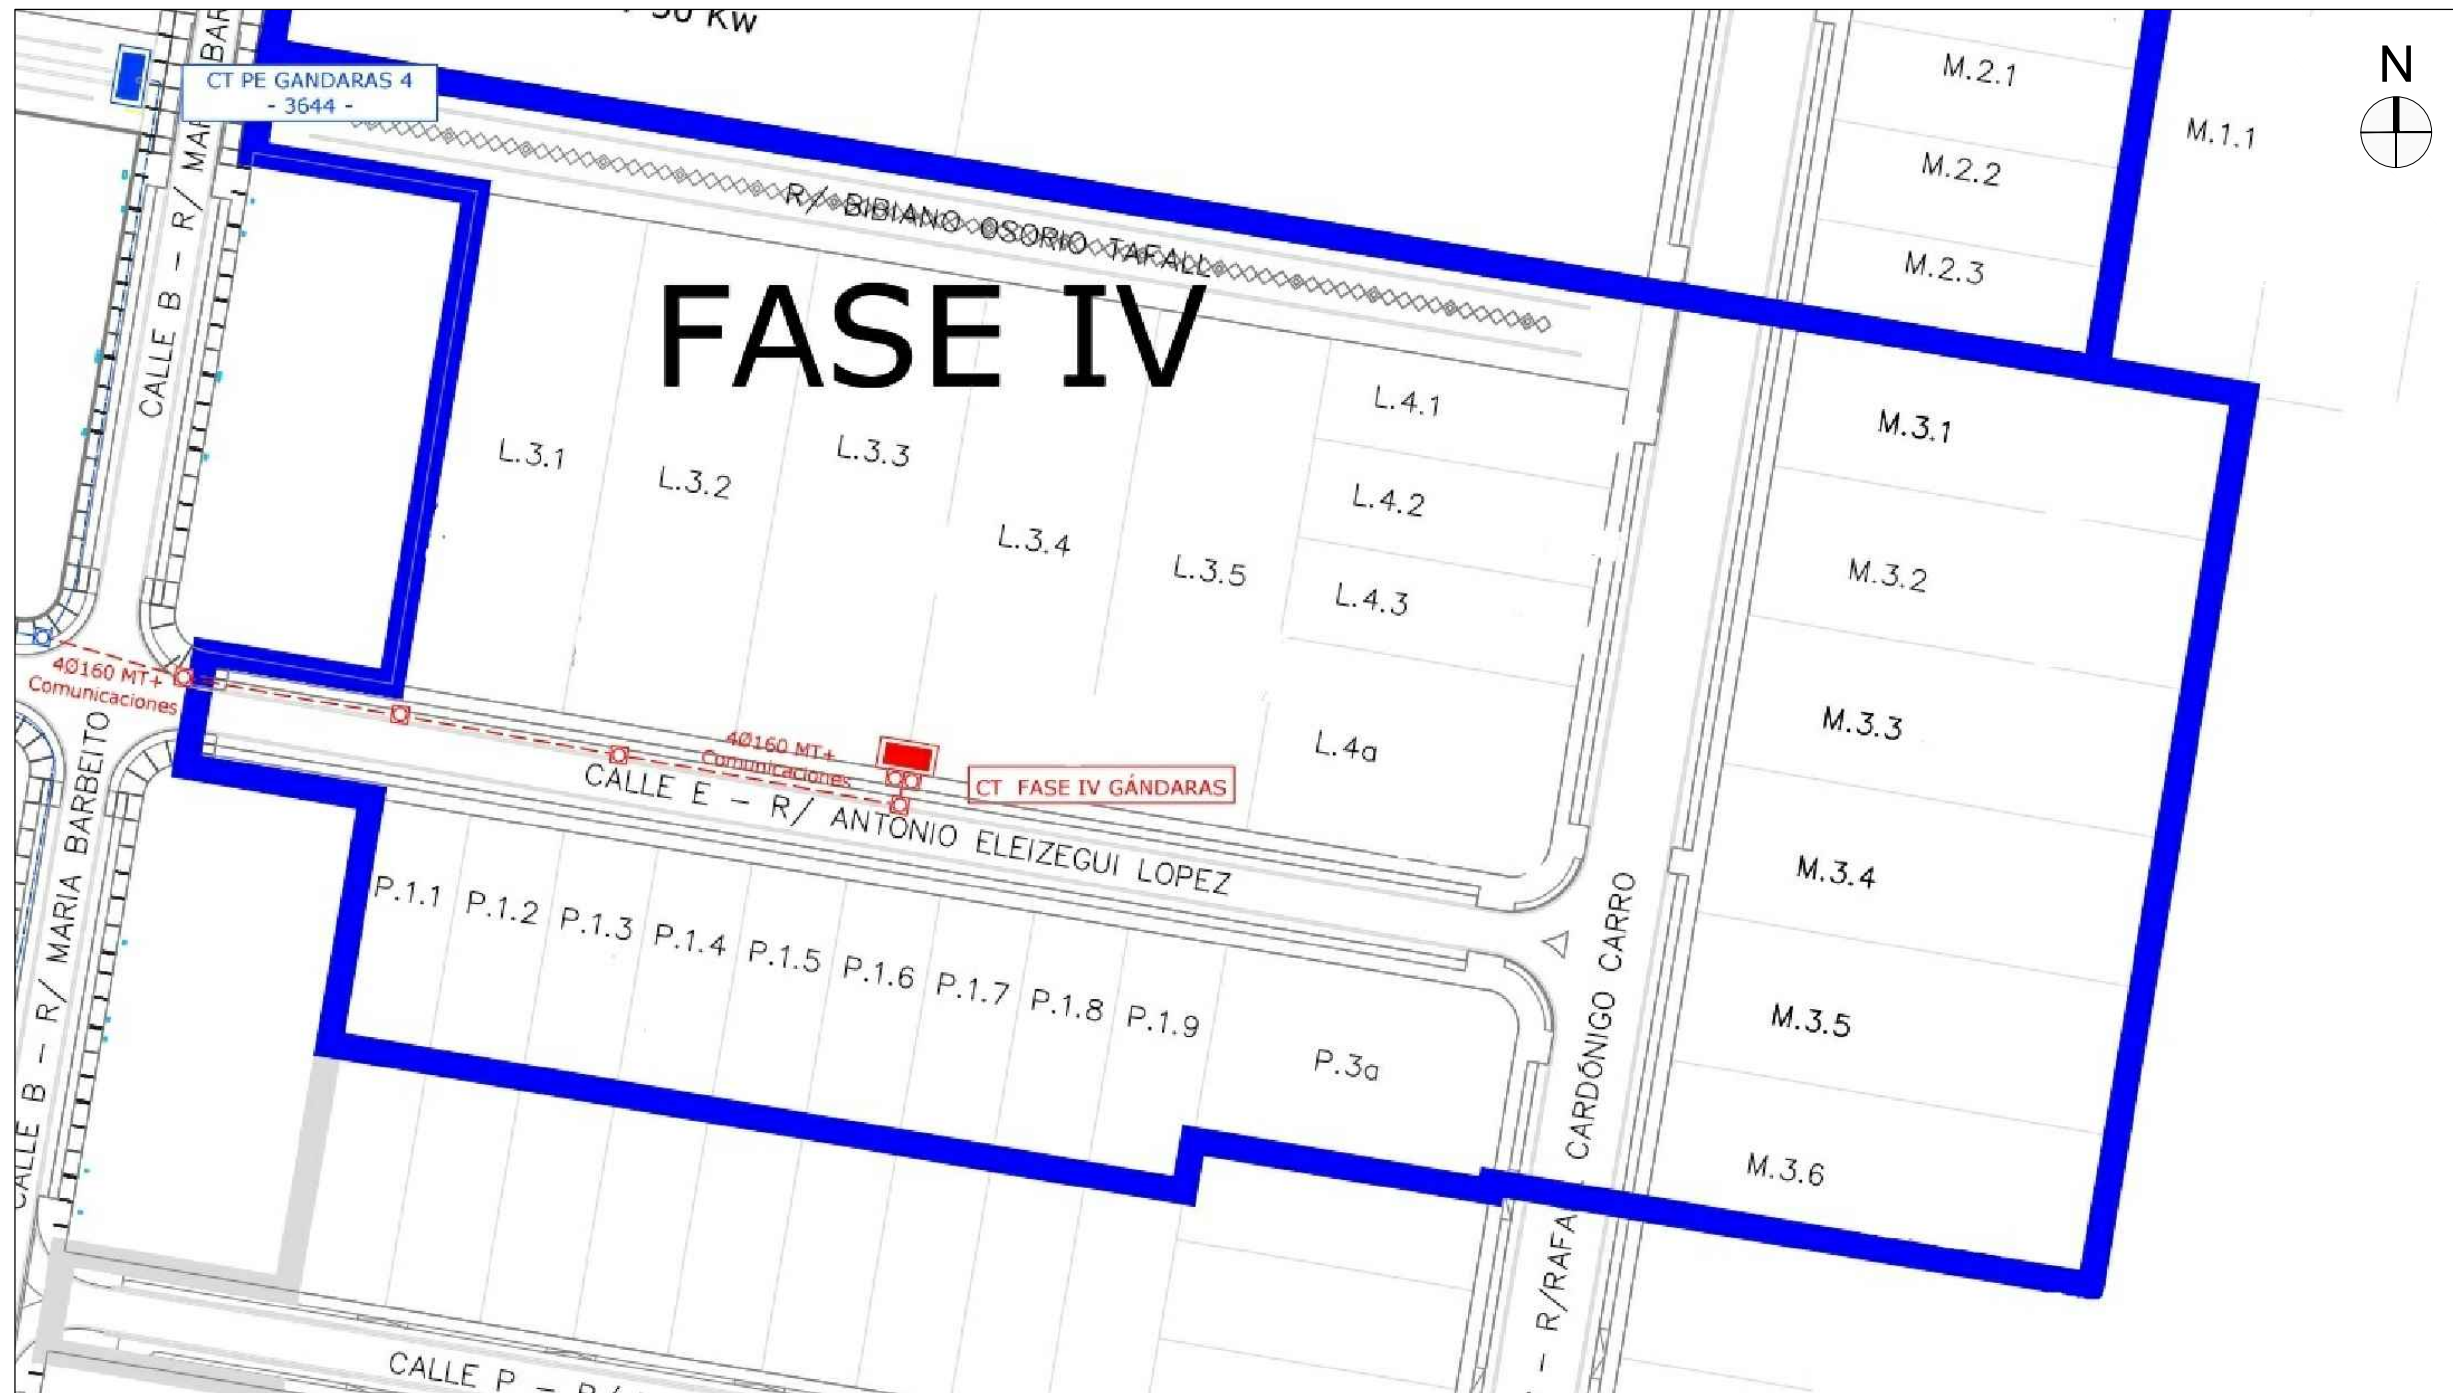 N
CT PE GANDARAS 4
- 3644 -
R/ BIBIANO OSORIO TAFALL
FASE IV
CALLE B - R/
M.1.1
M.2.1
M.2.2
M.2.3
L.3.1
L.3.2
L.3.3
L.3.4
L.3.5
L.4.1
L.4.2
L.4.3
L.4a
M.3.1
M.3.2
M.3.3
M.3.4
M.3.5
M.3.6
4Ø160 MT+
Comunicaciones
4Ø160 MT+
Comunicaciones
CT FASE IV GÁNDARAS
CALLE E - R/ ANTONIO ELEIZEGUI LOPEZ
CALLE B - R/ MARIA BARBEITO
P.1.1
P.1.2
P.1.3
P.1.4
P.1.5
P.1.6
P.1.7
P.1.8
P.1.9
P.3a
CARDÓNIGO CARRO
CALLE P -